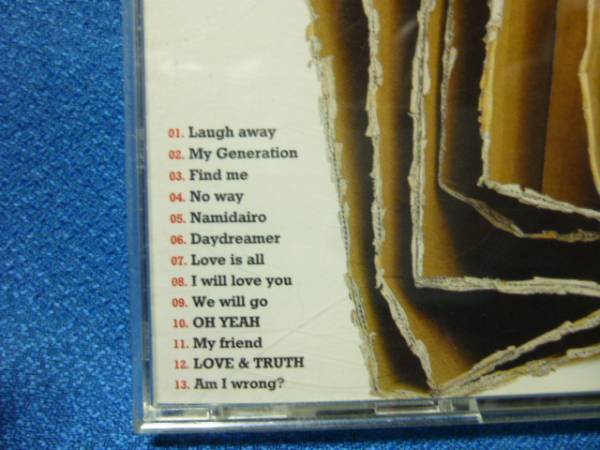 01. Laugh away
02. My Generation
03. Find me
04. No way
05. Namidairo
06. Daydreamer
07. Love is all
08. I will love you
09. We will go
10. OH YEAH
11. My friend
12. LOVE & TRUTH
13. Am I wrong?